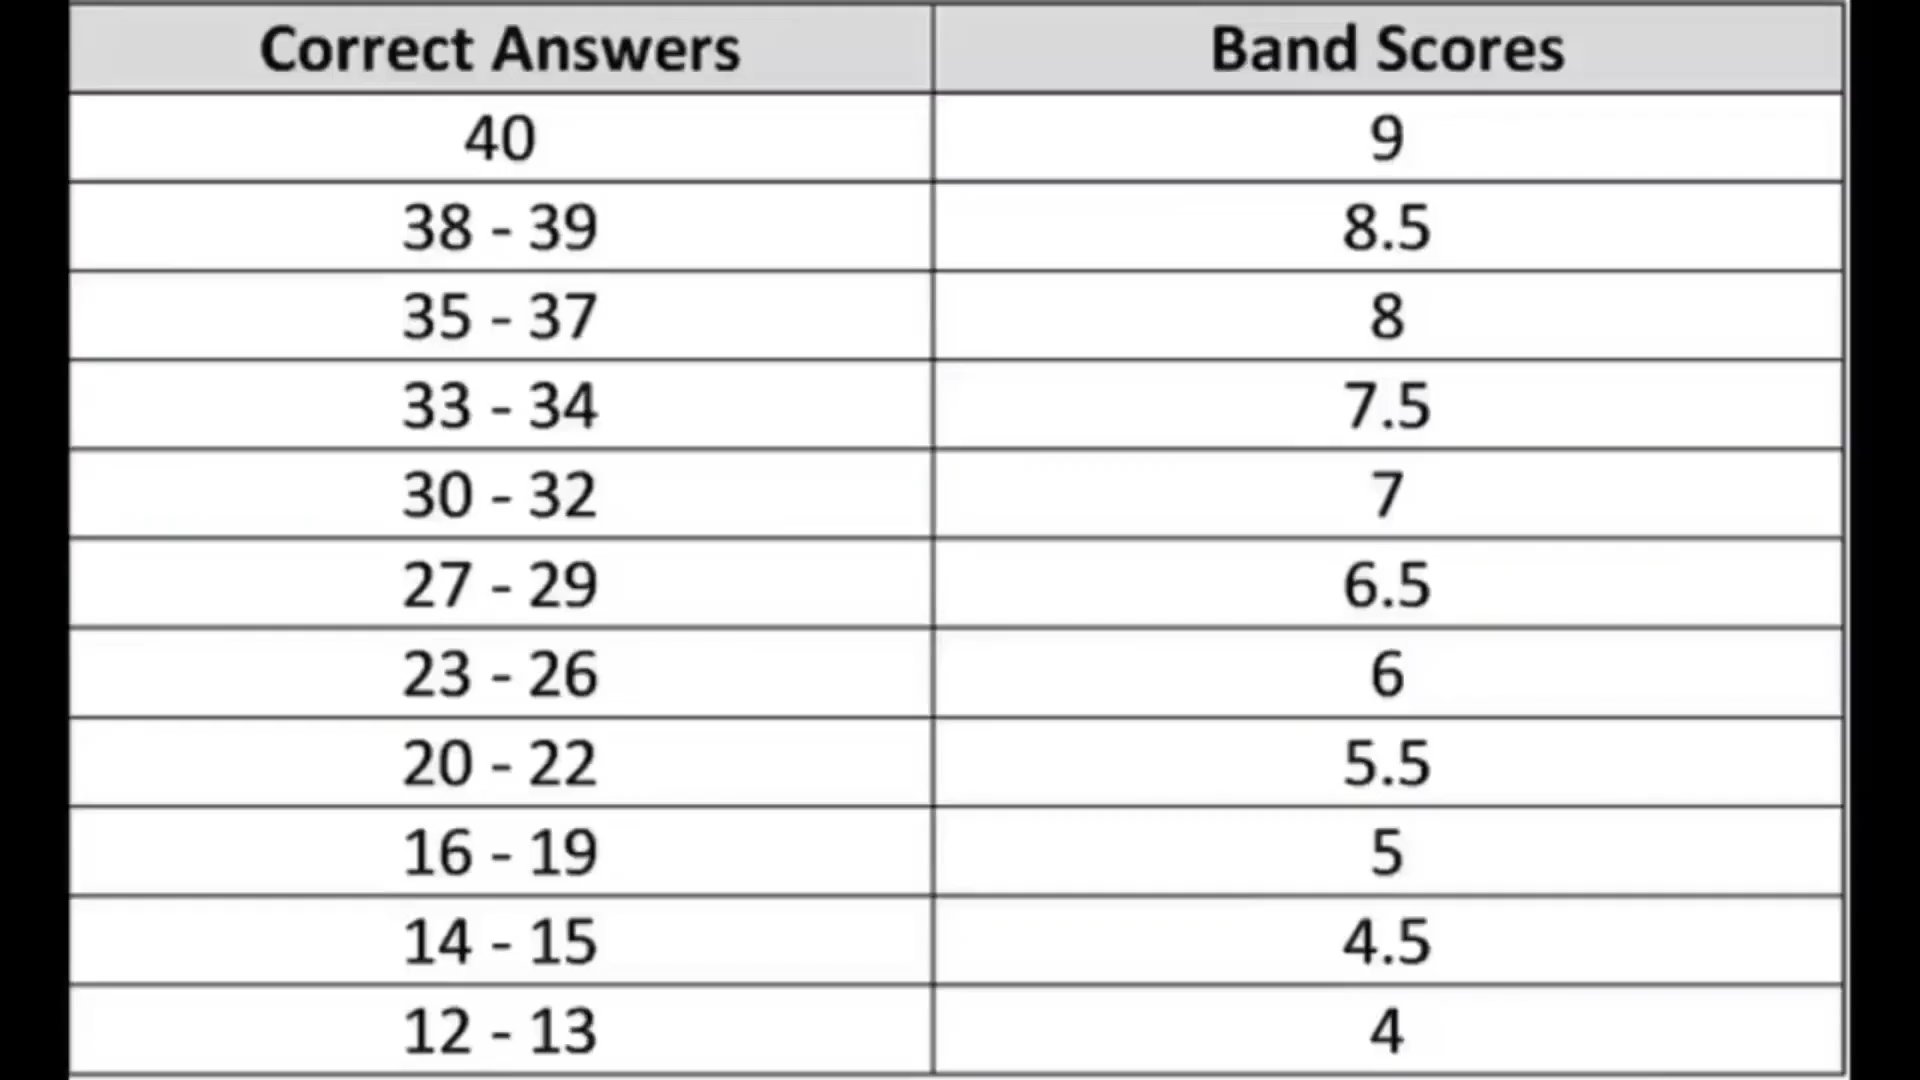 Correct Answers Band Scores
40 9
38 - 39 8.5
35 - 37 8
33 - 34 7.5
30 - 32 7
27 - 29 6.5
23 - 26 6
20 - 22 5.5
16 - 19 5
14 - 15 4.5
12 - 13 4